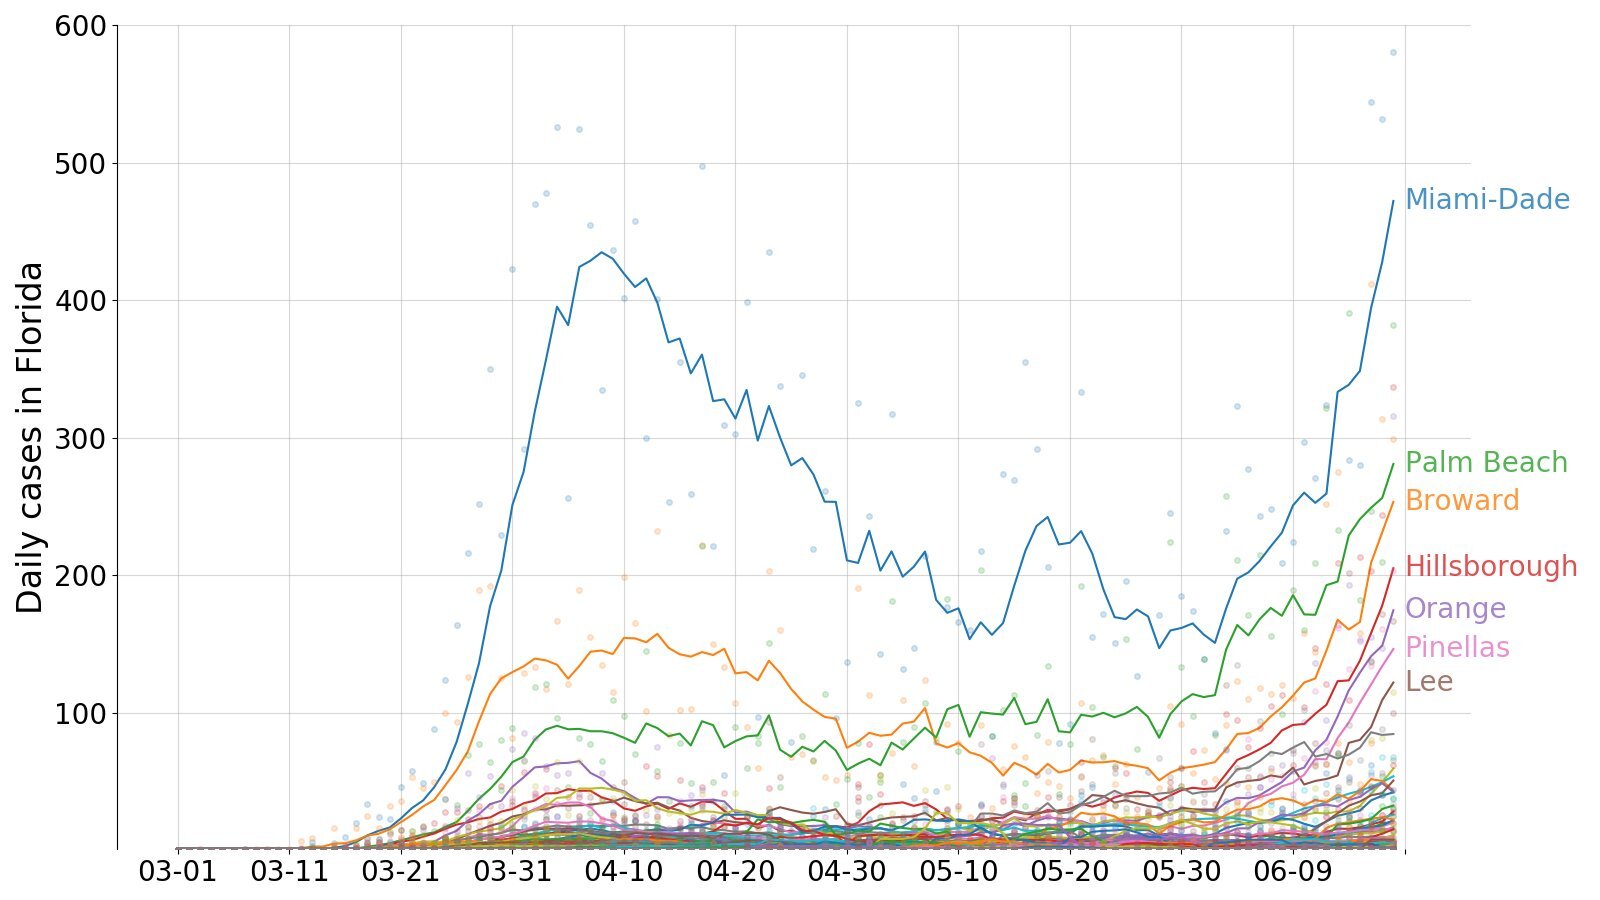 600
500
400
300
200
100
Daily cases in Florida
Miami-Dade
Palm Beach
Broward
Hillsborough
Orange
Pinellas
Lee
03-01 03-11 03-21 03-31 04-10 04-20 04-30 05-10 05-20 05-30 06-09